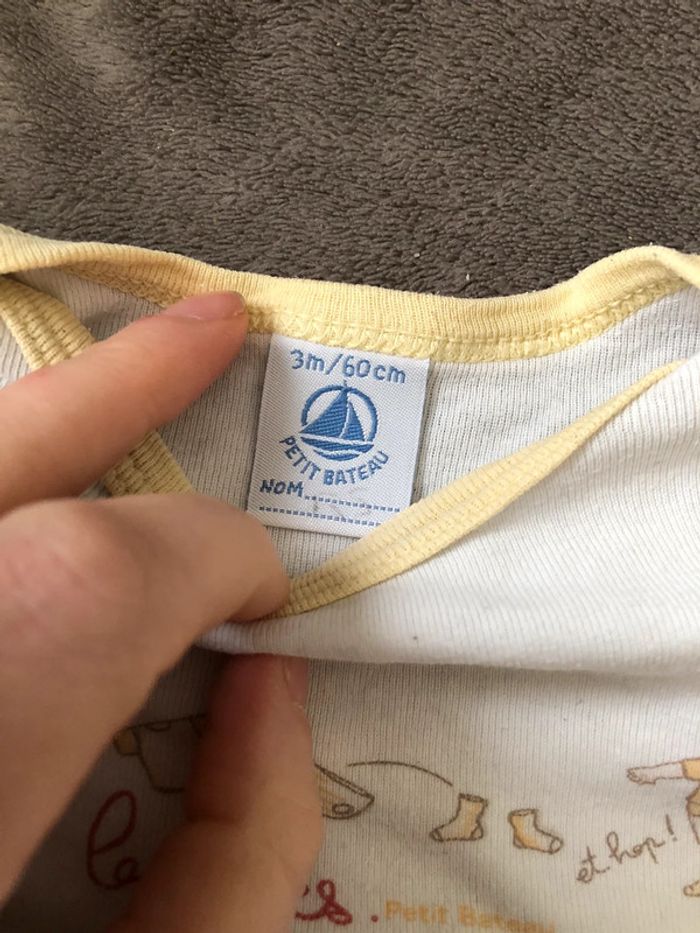 3m/60cm
PETIT BATEAU
NOM
et hop!
Petit Bateau